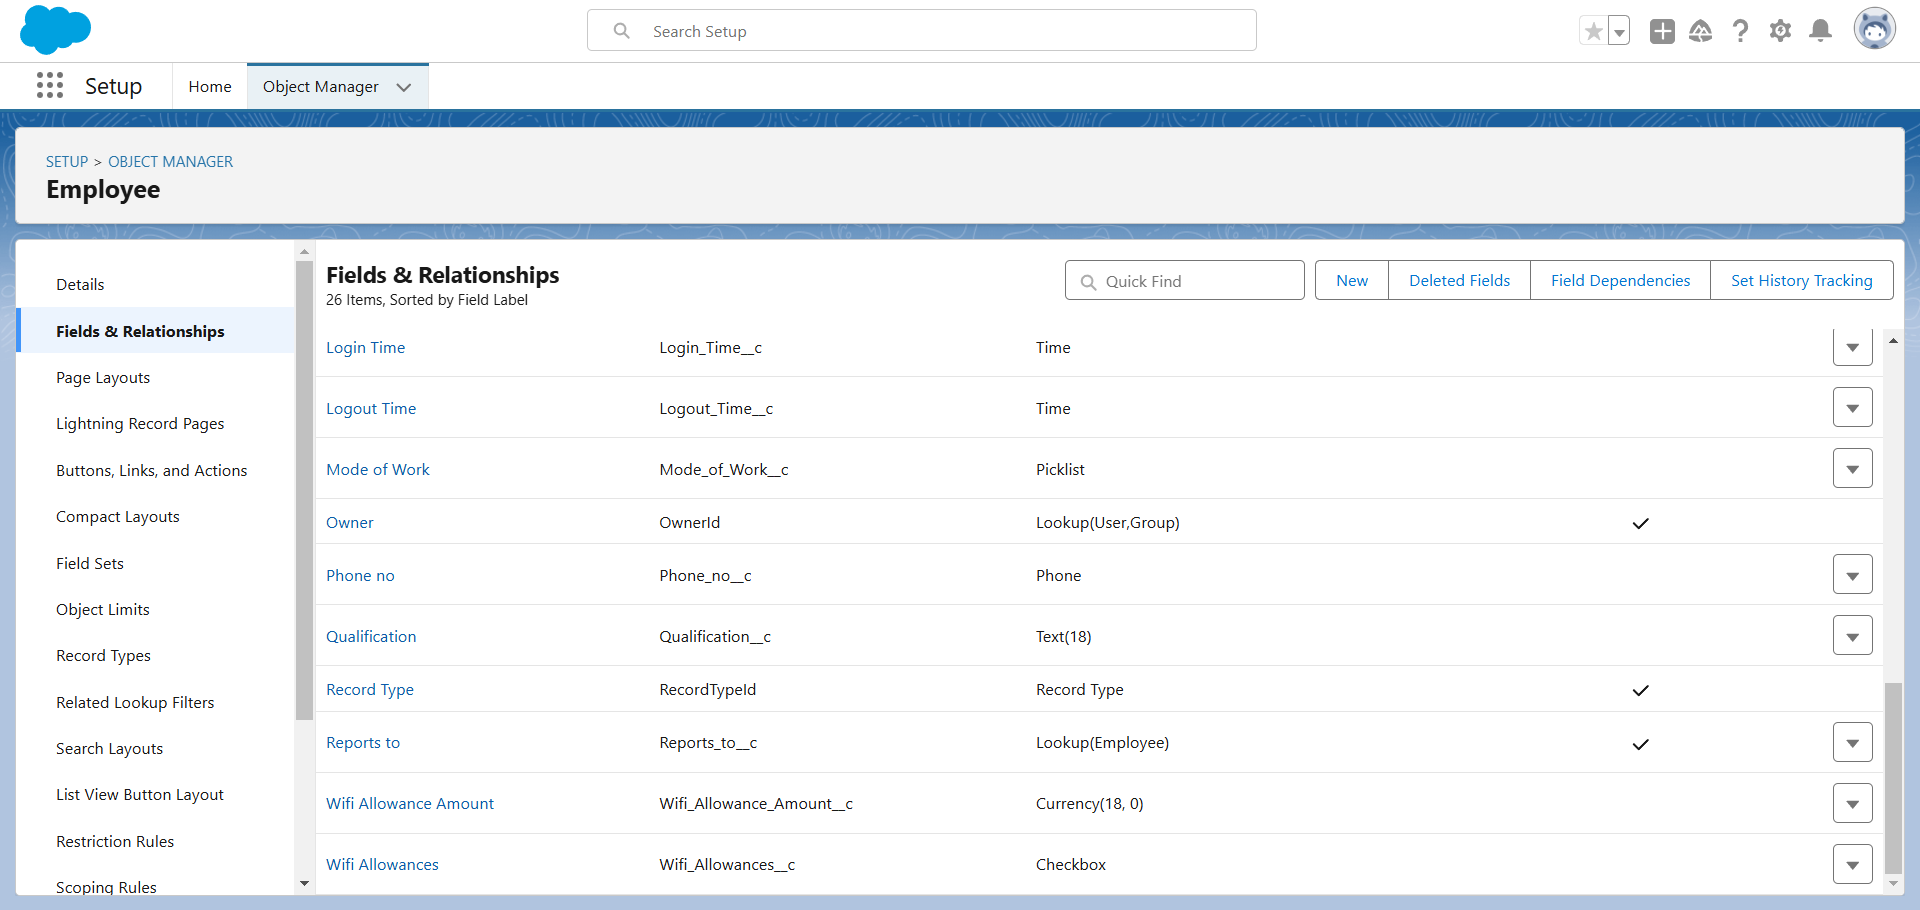 Search Setup
Setup
Home
Object Manager
SETUP > OBJECT MANAGER
Employee
Details
Fields & Relationships
Page Layouts
Lightning Record Pages
Buttons, Links, and Actions
Compact Layouts
Field Sets
Object Limits
Record Types
Related Lookup Filters
Search Layouts
List View Button Layout
Restriction Rules
Scoping Rules
Fields & Relationships
26 Items, Sorted by Field Label
Quick Find
New
Deleted Fields
Field Dependencies
Set History Tracking
Login Time Login_Time__c Time
Logout Time Logout_Time__c Time
Mode of Work Mode_of_Work__c Picklist
Owner OwnerId Lookup(User,Group)
Phone no Phone_no__c Phone
Qualification Qualification__c Text(18)
Record Type RecordTypeId Record Type
Reports to Reports_to__c Lookup(Employee)
Wifi Allowance Amount Wifi_Allowance_Amount__c Currency(18, 0)
Wifi Allowances Wifi_Allowances__c Checkbox